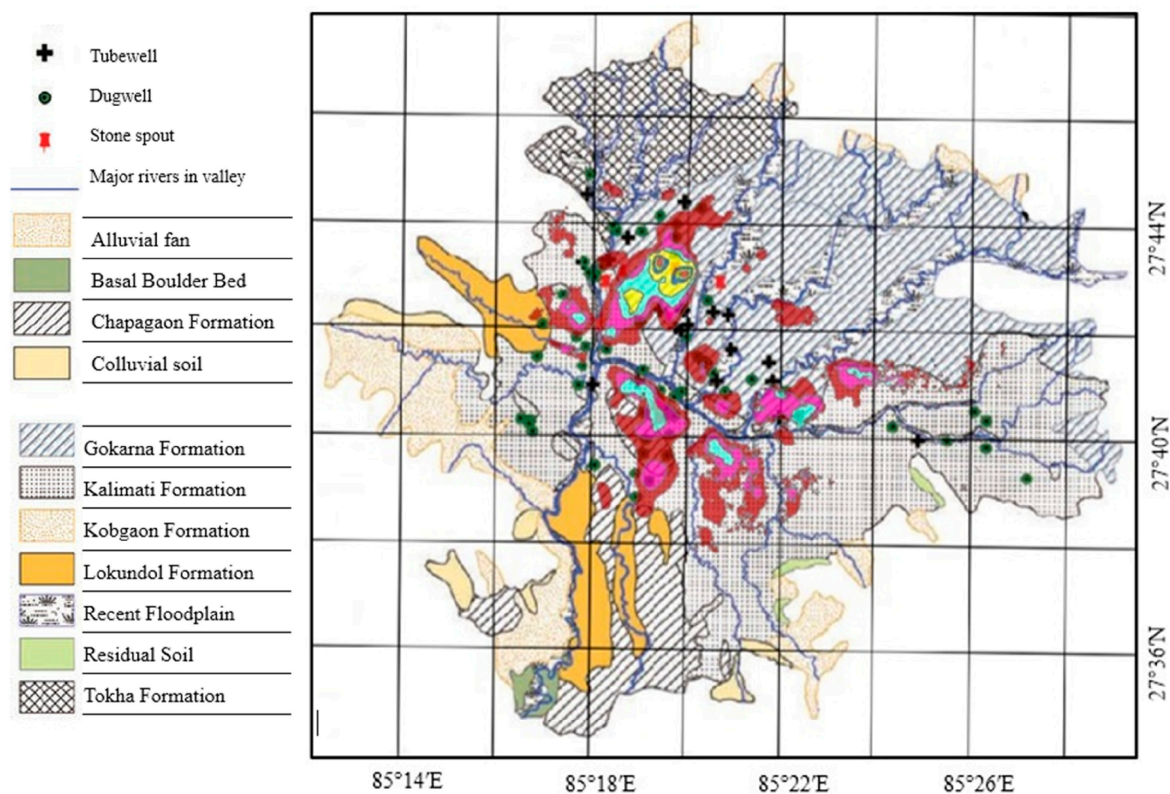 Tubewell
Dugwell
Stone spout
Major rivers in valley
Alluvial fan
Basal Boulder Bed
Chapagaon Formation
Colluvial soil
Gokarna Formation
Kalimati Formation
Kobgaon Formation
Lokundol Formation
Recent Floodplain
Residual Soil
Tokha Formation
27°44′N
27°40′N
27°36′N
85°14′E
85°18′E
85°22′E
85°26′E